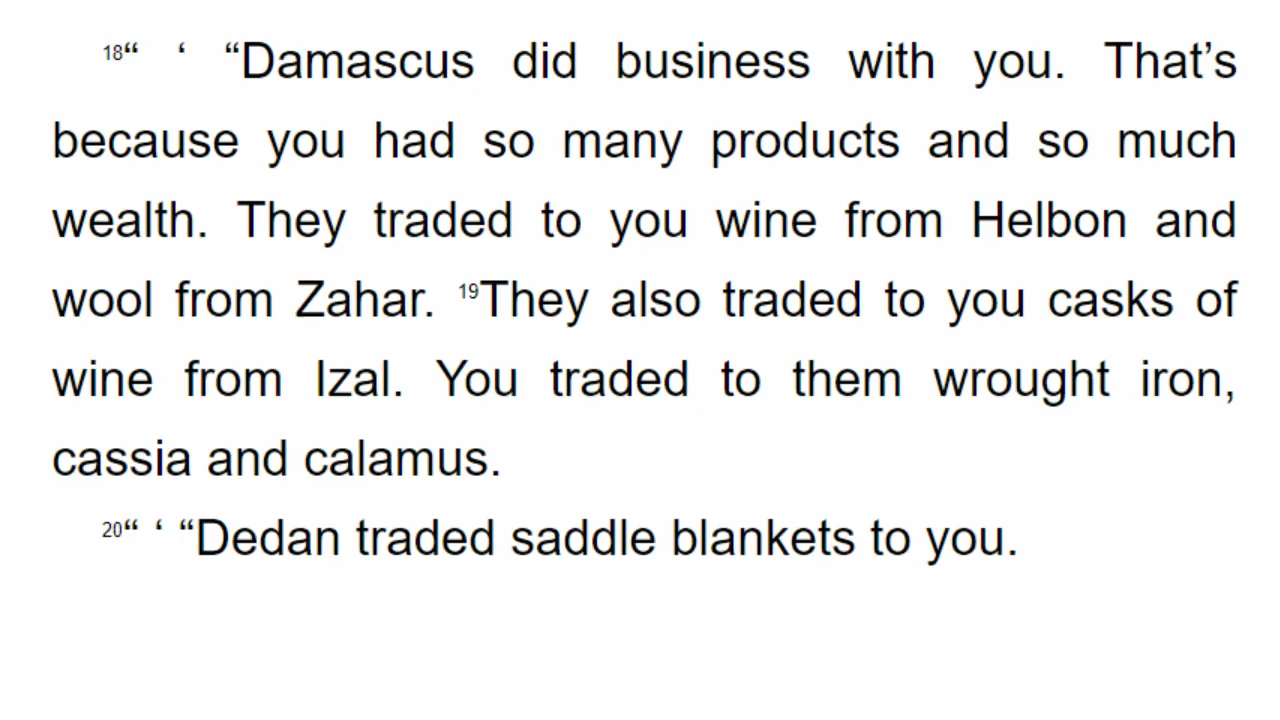 18“ ‘ “Damascus did business with you. That’s
because you had so many products and so much
wealth. They traded to you wine from Helbon and
wool from Zahar. 19They also traded to you casks of
wine from Izal. You traded to them wrought iron,
cassia and calamus.
20“ ‘ “Dedan traded saddle blankets to you.